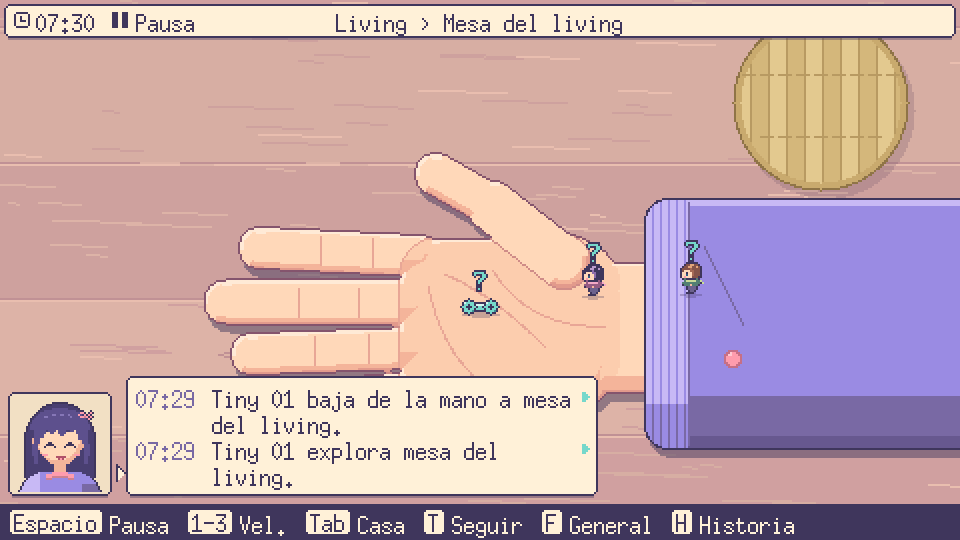 07:30 Pausa Living > Mesa del living
?
?
?
07:29 Tiny 01 baja de la mano a mesa
del living.
07:29 Tiny 01 explora mesa del
living.
Espacio Pausa 1-3 Vel. Tab Casa T Seguir F General H Historia